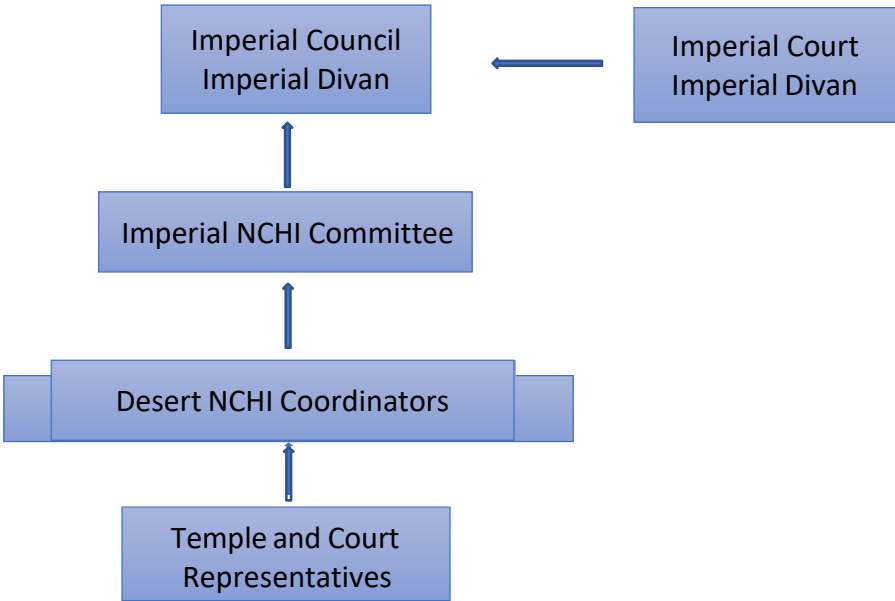 Imperial Council
Imperial Divan
Imperial Court
Imperial Divan
Imperial NCHI Committee
Desert NCHI Coordinators
Temple and Court
Representatives